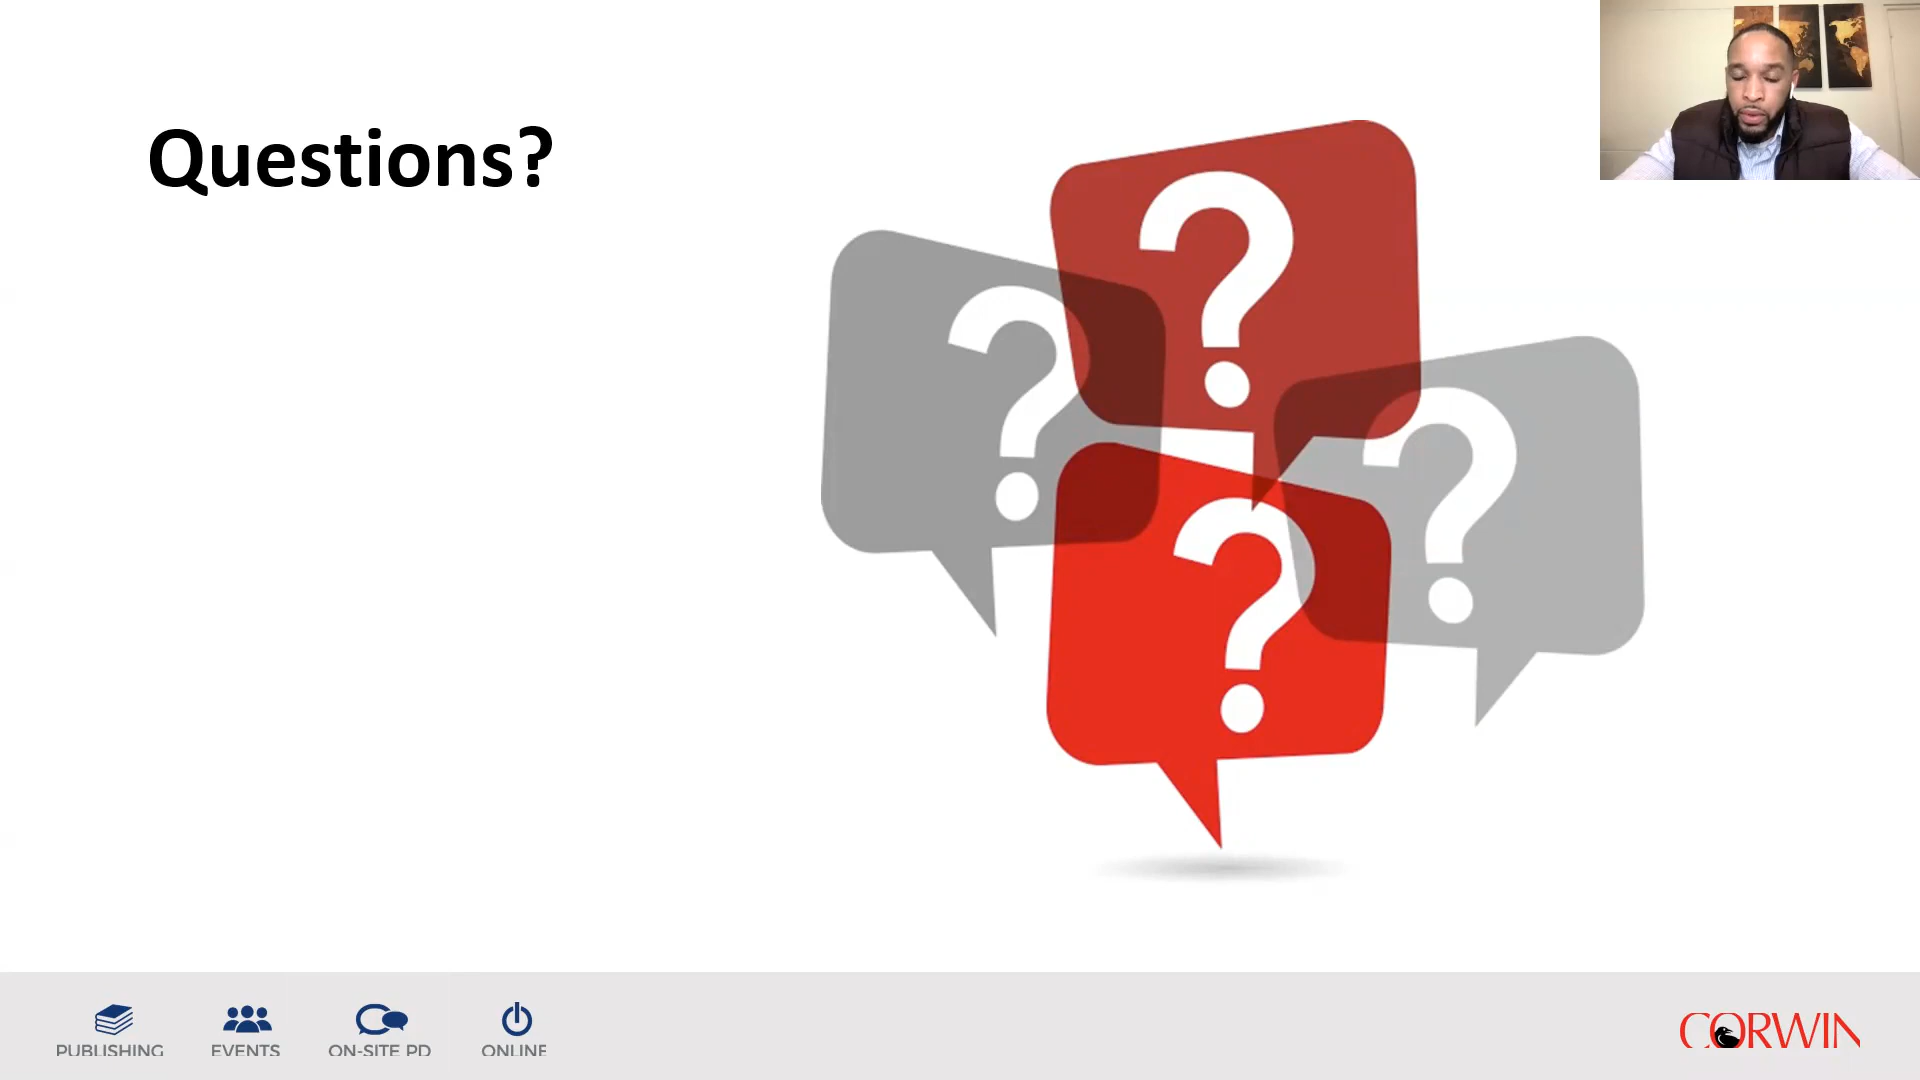 Questions?
?
?
?
?
PUBLISHING
EVENTS
ON-SITE PD
ONLINE
CORWIN